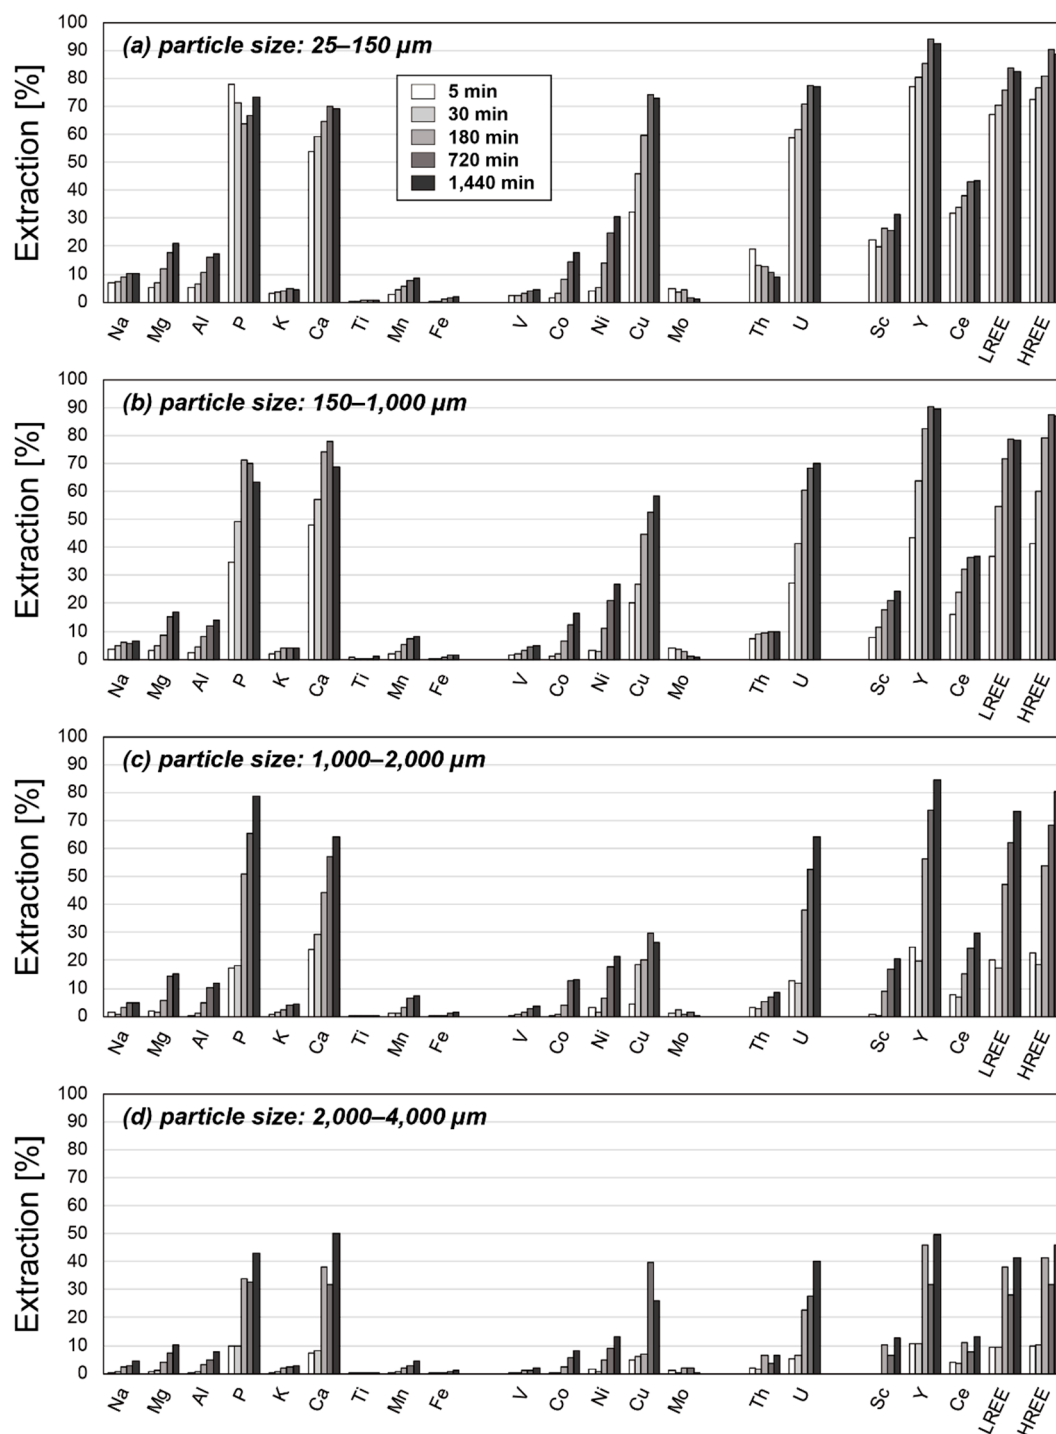 100
90
80
70
60
50
40
30
20
10
0
Extraction [%]
(a) particle size: 25–150 μm
5 min
30 min
180 min
720 min
1,440 min
Na Mg Al P K Ca Ti Mn Fe V Co Ni Cu Mo Th U Sc Y Ce LREE HREE
100
90
80
70
60
50
40
30
20
10
0
Extraction [%]
(b) particle size: 150–1,000 μm
Na Mg Al P K Ca Ti Mn Fe V Co Ni Cu Mo Th U Sc Y Ce LREE HREE
100
90
80
70
60
50
40
30
20
10
0
Extraction [%]
(c) particle size: 1,000–2,000 μm
Na Mg Al P K Ca Ti Mn Fe V Co Ni Cu Mo Th U Sc Y Ce LREE HREE
100
90
80
70
60
50
40
30
20
10
0
Extraction [%]
(d) particle size: 2,000–4,000 μm
Na Mg Al P K Ca Ti Mn Fe V Co Ni Cu Mo Th U Sc Y Ce LREE HREE